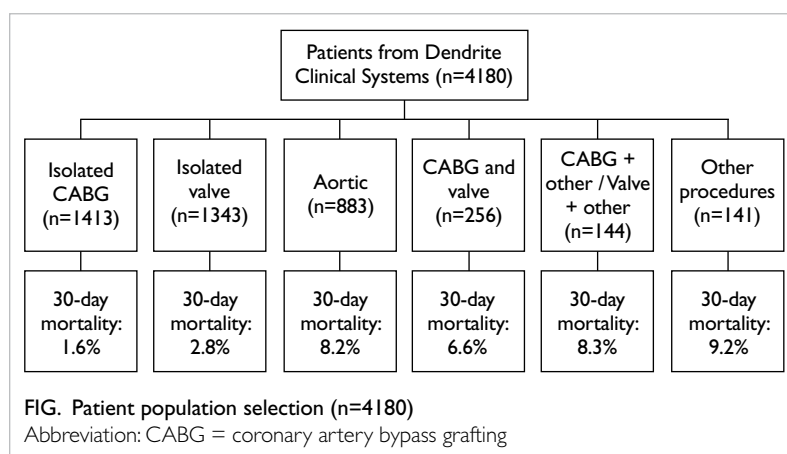 Patients from Dendrite
Clinical Systems (n=4180)
Isolated
CABG
(n=1413)
Isolated
valve
(n=1343)
Aortic
(n=883)
CABG and
valve
(n=256)
CABG +
other / Valve
+ other
(n=144)
Other
procedures
(n=141)
30-day
mortality:
1.6%
30-day
mortality:
2.8%
30-day
mortality:
8.2%
30-day
mortality:
6.6%
30-day
mortality:
8.3%
30-day
mortality:
9.2%
FIG. Patient population selection (n=4180)
Abbreviation: CABG = coronary artery bypass grafting